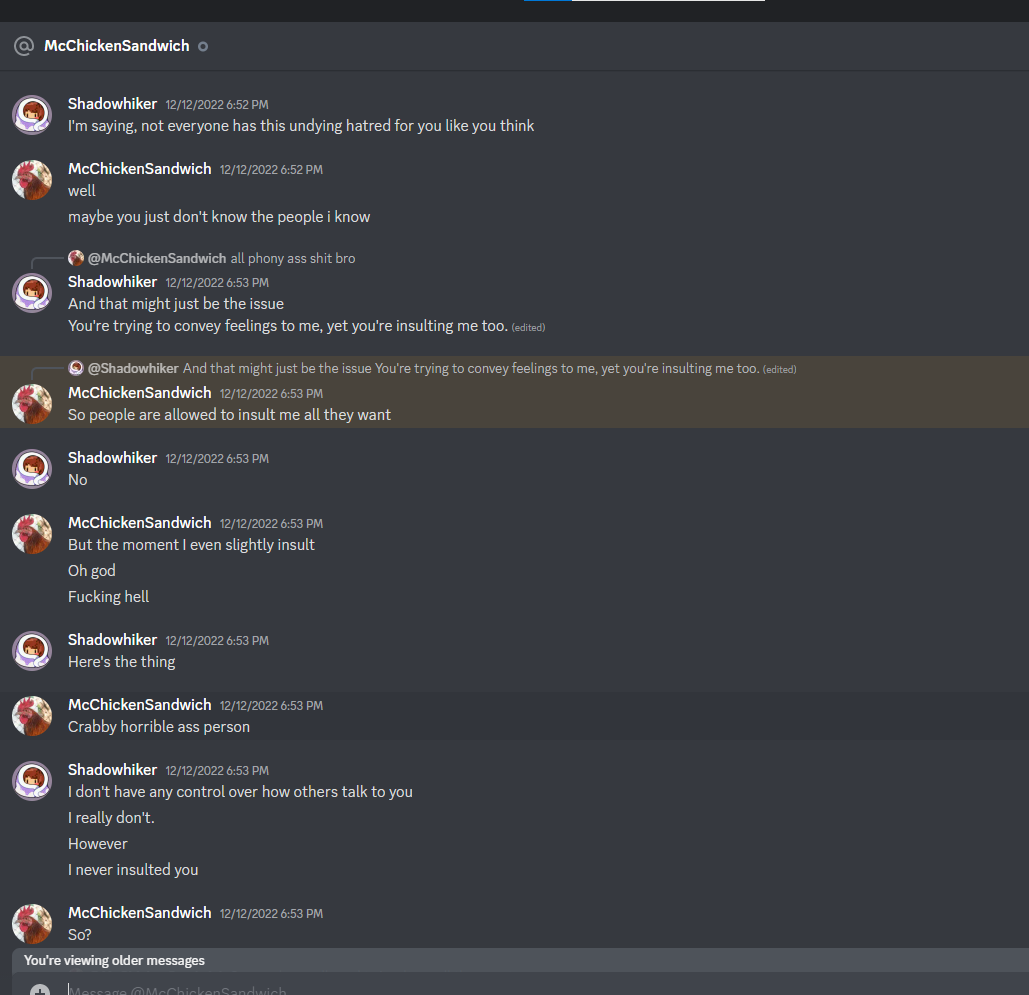 McChickenSandwich
Shadowhiker 12/12/2022 6:52 PM
I'm saying, not everyone has this undying hatred for you like you think
McChickenSandwich 12/12/2022 6:52 PM
well
maybe you just don't know the people i know
@McChickenSandwich all phony ass shit bro
Shadowhiker 12/12/2022 6:53 PM
And that might just be the issue
You're trying to convey feelings to me, yet you're insulting me too. (edited)
@Shadowhiker And that might just be the issue You're trying to convey feelings to me, yet you're insulting me too. (edited)
McChickenSandwich 12/12/2022 6:53 PM
So people are allowed to insult me all they want
Shadowhiker 12/12/2022 6:53 PM
No
McChickenSandwich 12/12/2022 6:53 PM
But the moment I even slightly insult
Oh god
Fucking hell
Shadowhiker 12/12/2022 6:53 PM
Here's the thing
McChickenSandwich 12/12/2022 6:53 PM
Crabby horrible ass person
Shadowhiker 12/12/2022 6:53 PM
I don't have any control over how others talk to you
I really don't.
However
I never insulted you
McChickenSandwich 12/12/2022 6:53 PM
So?
You're viewing older messages
Message @McChickenSandwich